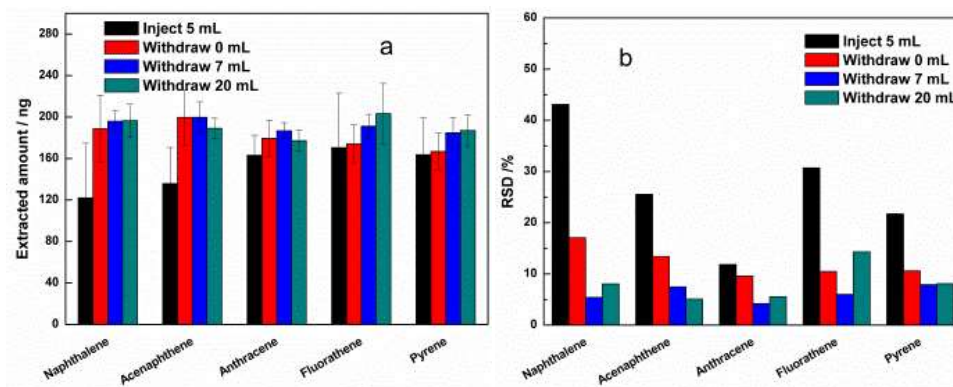 a
Inject 5 mL
Withdraw 0 mL
Withdraw 7 mL
Withdraw 20 mL
Extracted amount / ng
280
240
200
160
120
80
40
0
Naphthalene
Acenaphthene
Anthracene
Fluorathene
Pyrene
b
Inject 5 mL
Withdraw 0 mL
Withdraw 7 mL
Withdraw 20 mL
RSD /%
60
50
40
30
20
10
0
Naphthalene
Acenaphthene
Anthracene
Fluorathene
Pyrene